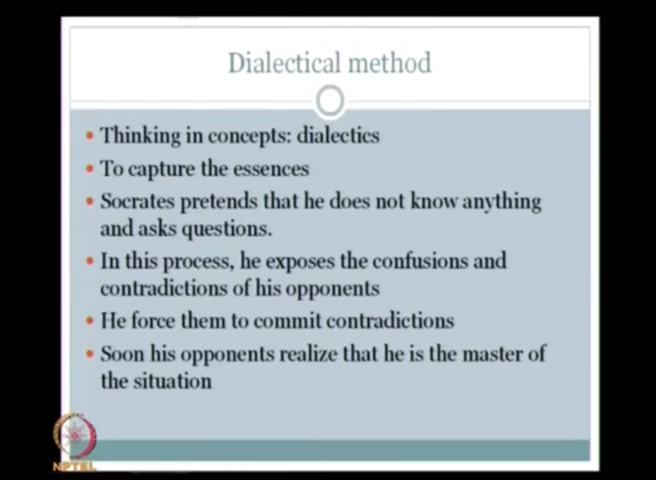 Dialectical method
• Thinking in concepts: dialectics
• To capture the essences
• Socrates pretends that he does not know anything
and asks questions.
• In this process, he exposes the confusions and
contradictions of his opponents
• He force them to commit contradictions
• Soon his opponents realize that he is the master of
the situation
NPTEL